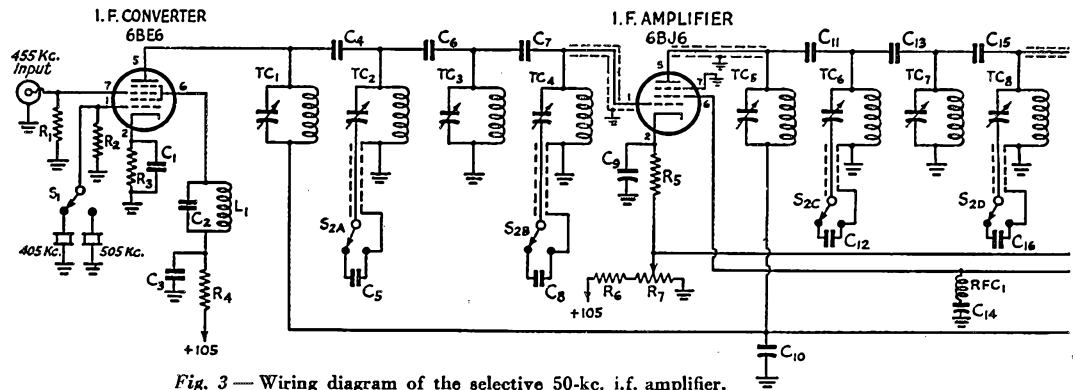 I.F. CONVERTER
6BE6
I.F. AMPLIFIER
6BJ6
455 Kc.
Input
C4
C6
C7
C11
C13
C15
5
7
1
6
2
TC1
TC2
TC3
TC4
5
7
1
6
2
TC5
TC6
TC7
TC8
R1
R2
R3
C1
S1
C2
L1
405 Kc.
505 Kc.
C3
R4
+105
S2A
C5
S2B
C8
C9
R5
R6
R7
+105
S2C
C12
S2D
C16
RFC1
C14
C10
Fig. 3 — Wiring diagram of the selective 50-kc. i.f. amplifier.